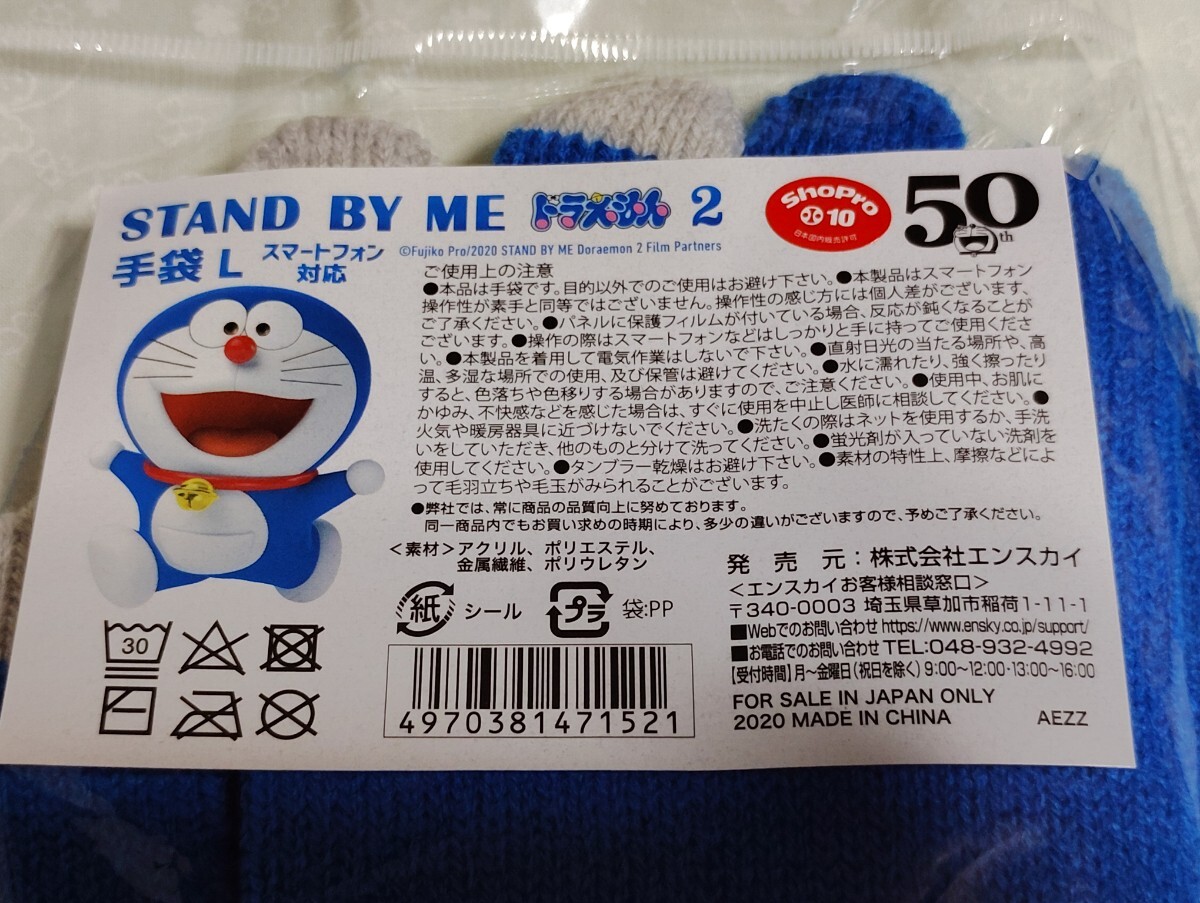 STAND BY ME ドラえもん 2
ShoPro
10
日本国内販売許可
50th
手袋 L スマートフォン対応
©Fujiko Pro/2020 STAND BY ME Doraemon 2 Film Partners
ご使用上の注意
●本品は手袋です。目的以外でのご使用はお避け下さい。●本製品はスマートフォン
操作性が素手と同等ではございません。操作性の感じ方には個人差がございます、
ご了承ください。●パネルに保護フィルムが付いている場合、反応が鈍くなることが
ございます。●操作の際はスマートフォンなどはしっかりと手に持ってご使用くださ
い。●本製品を着用して電気作業はしないで下さい。●直射日光の当たる場所や、高
温、多湿な場所での使用、及び保管は避けてください。●水に濡れたり、強く擦ったり
すると、色落ちや色移りする場合がありますので、ご注意ください。●使用中、お肌に
かゆみ、不快感などを感じた場合は、すぐに使用を中止し医師に相談してください。●
火気や暖房器具に近づけないでください。●洗たくの際はネットを使用するか、手洗
いをしていただき、他のものと分けて洗ってください。●蛍光剤が入っていない洗剤を
使用してください。●タンブラー乾燥はお避け下さい。●素材の特性上、摩擦などによ
って毛羽立ちや毛玉がみられることがございます。
●弊社では、常に商品の品質向上に努めております。
同一商品内でもお買い求めの時期により、多少の違いがございますので、予めご了承ください。
＜素材＞アクリル、ポリエステル、
金属繊維、ポリウレタン
紙 シール プラ 袋:PP
30
4970381471521
発売元：株式会社エンスカイ
＜エンスカイお客様相談窓口＞
〒340-0003 埼玉県草加市稲荷1-11-1
■Webでのお問い合わせ https://www.ensky.co.jp/support/
■お電話でのお問い合わせ TEL:048-932-4992
【受付時間】月～金曜日（祝日を除く）9:00～12:00・13:00～16:00
FOR SALE IN JAPAN ONLY
2020 MADE IN CHINA AEZZ